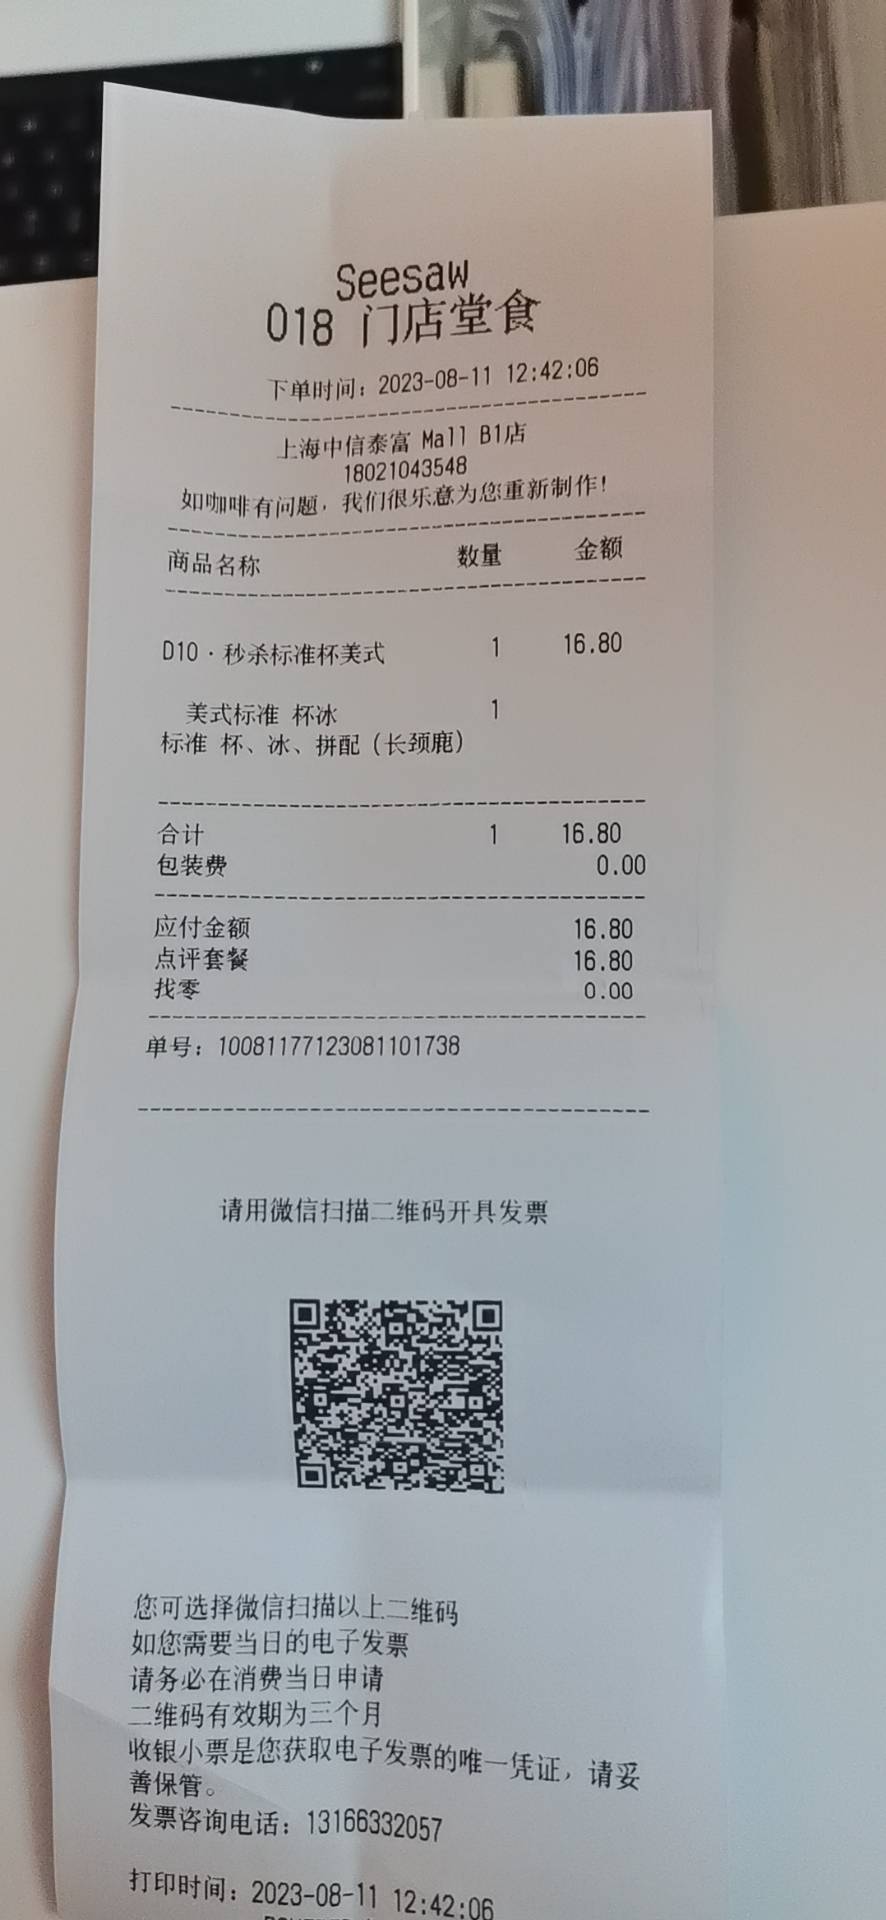 Seesaw
018 门店堂食
下单时间：2023-08-11 12:42:06
上海中信泰富 Mall B1店
18021043548
如咖啡有问题，我们很乐意为您重新制作！
商品名称 数量 金额
D10·秒杀标准杯美式 1 16.80
美式标准 杯冰 1
标准 杯、冰、拼配（长颈鹿）
合计 1 16.80
包装费 0.00
应付金额 16.80
点评套餐 16.80
找零 0.00
单号：10081177123081101738
请用微信扫描二维码开具发票
您可选择微信扫描以上二维码
如您需要当日的电子发票
请务必在消费当日申请
二维码有效期为三个月
收银小票是您获取电子发票的唯一凭证，请妥
善保管。
发票咨询电话：13166332057
打印时间：2023-08-11 12:42:06